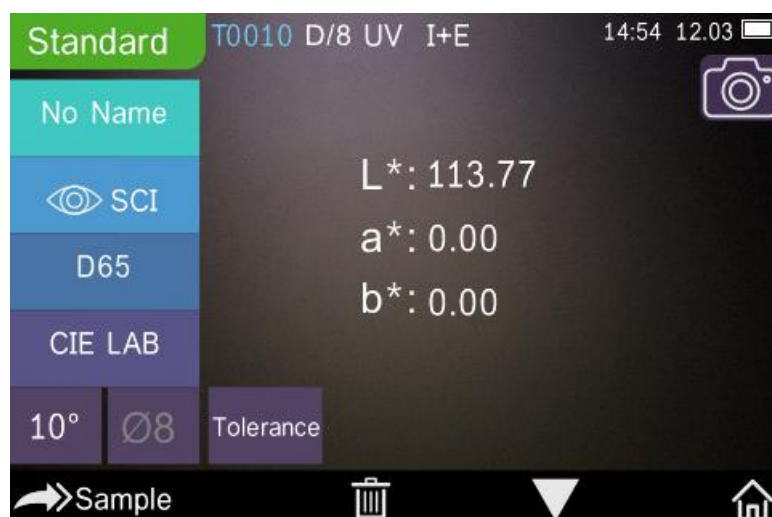 Standard T0010 D/8 UV I+E 14:54 12.03
No Name
SCI
D65
CIE LAB
10° Ø8 Tolerance
L*: 113.77
a*: 0.00
b*: 0.00
Sample